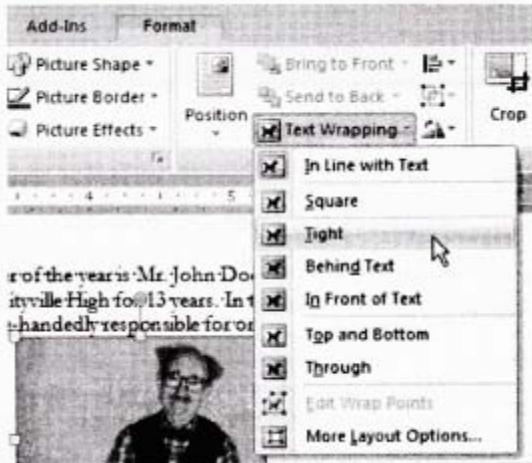 Add-Ins Format
Picture Shape
Picture Border
Picture Effects
Position
Bring to Front
Send to Back
Text Wrapping
Crop
In Line with Text
Square
Tight
Behind Text
In Front of Text
Top and Bottom
Through
Edit Wrap Points
More Layout Options...
4 5
r of the year is Mr. John Do
ityville High for 13 years. In t
-handedly responsible for or